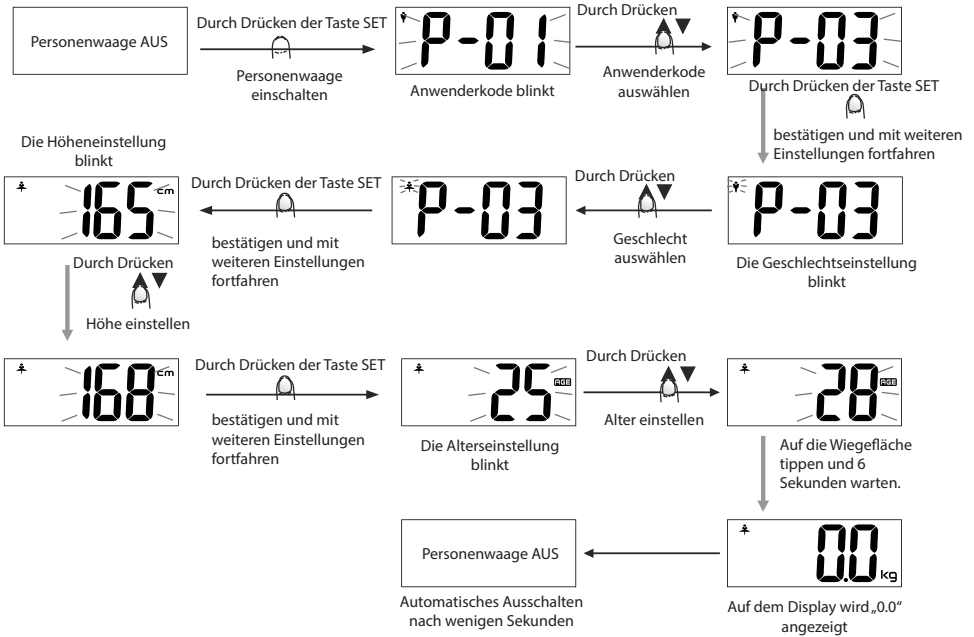 Personenwaage AUS
Durch Drücken der Taste SET
Personenwaage
einschalten
P-01
Anwenderkode blinkt
Durch Drücken
Anwenderkode
auswählen
P-03
Durch Drücken der Taste SET
bestätigen und mit weiteren
Einstellungen fortfahren
P-03
Die Geschlechtseinstellung
blinkt
Durch Drücken
Geschlecht
auswählen
P-03
Durch Drücken der Taste SET
bestätigen und mit
weiteren Einstellungen
fortfahren
Die Höheneinstellung
blinkt
165 cm
Durch Drücken
Höhe einstellen
168 cm
Durch Drücken der Taste SET
bestätigen und mit
weiteren Einstellungen
fortfahren
25 AGE
Die Alterseinstellung
blinkt
Durch Drücken
Alter einstellen
28 AGE
Auf die Wiegefläche
tippen und 6
Sekunden warten.
0.0 kg
Auf dem Display wird „0.0“
angezeigt
Personenwaage AUS
Automatisches Ausschalten
nach wenigen Sekunden